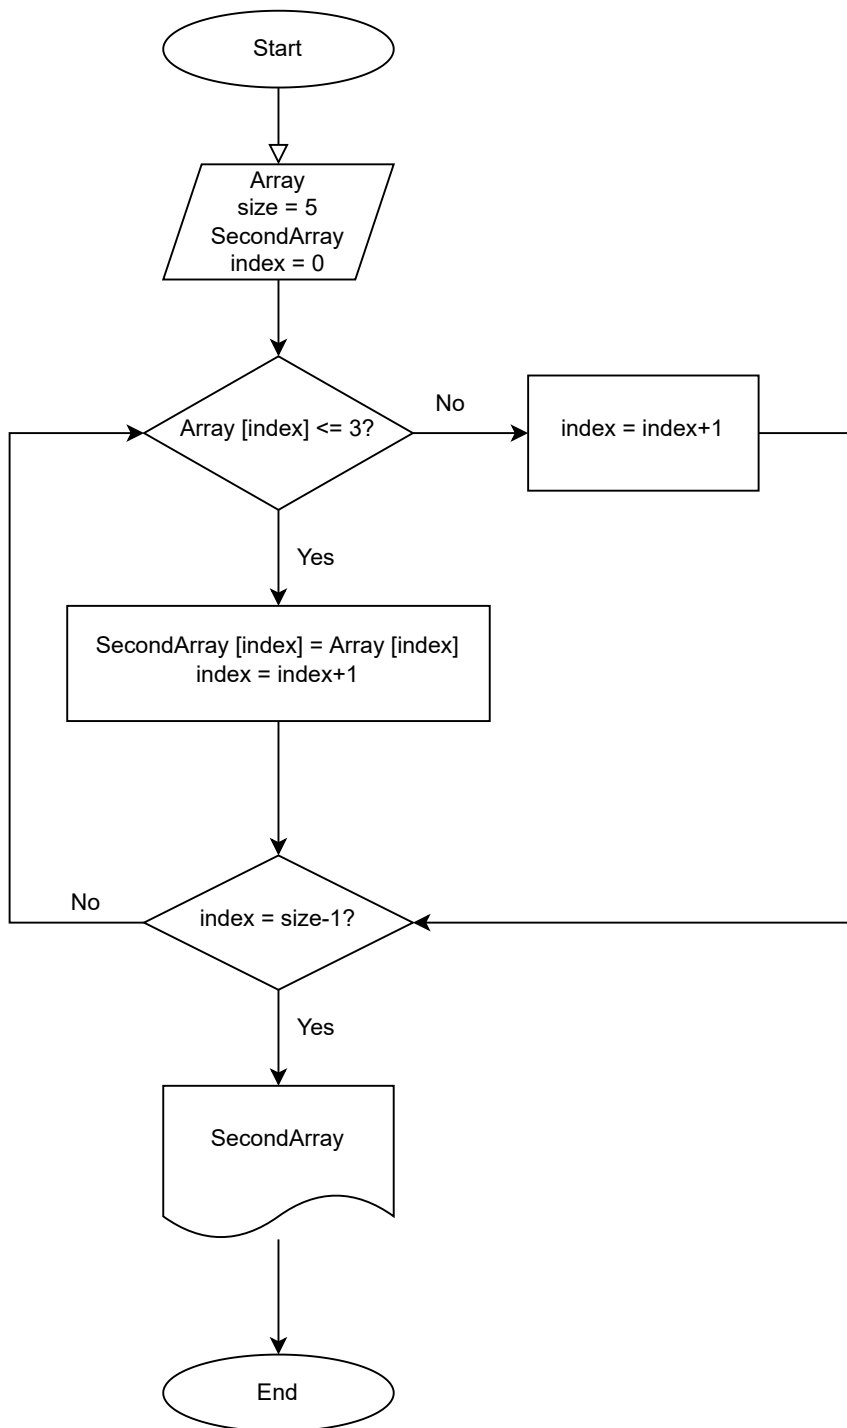 Start
Array
size = 5
SecondArray
index = 0
Array [index] <= 3?
No
index = index+1
Yes
SecondArray [index] = Array [index]
index = index+1
No
index = size-1?
Yes
SecondArray
End